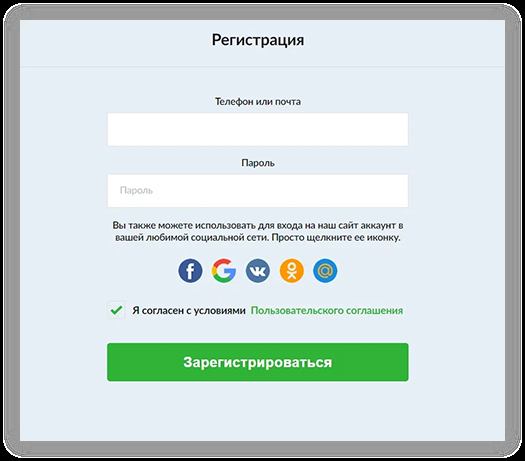 Регистрация
Телефон или почта
Пароль
Пароль
Вы также можете использовать для входа на наш сайт аккаунт в
вашей любимой социальной сети. Просто щелкните ее иконку.
Я согласен с условиями Пользовательского соглашения
Зарегистрироваться